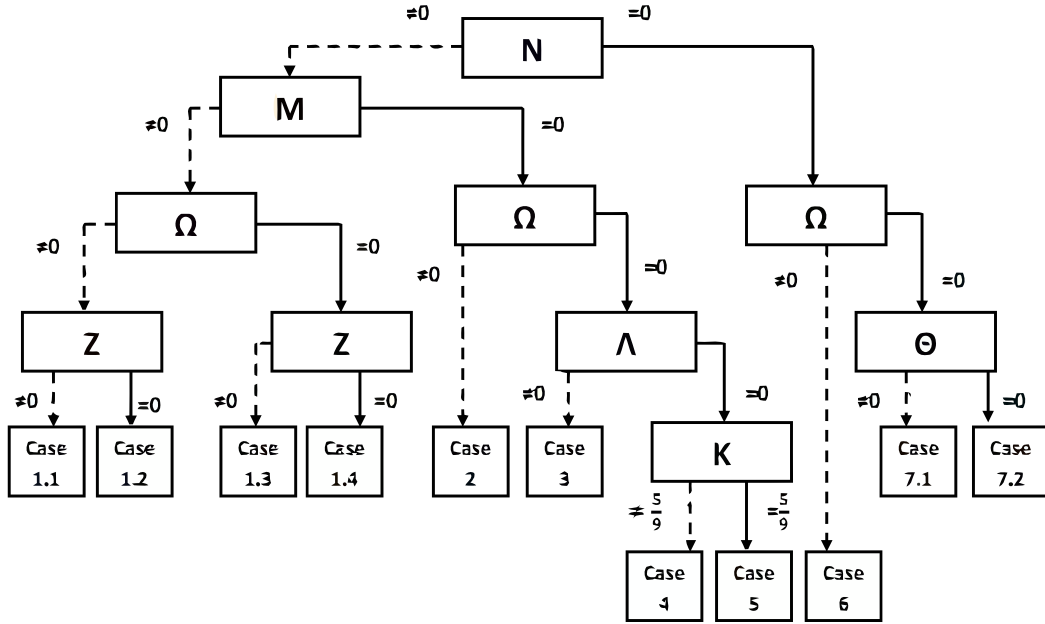 ≠0
=0
N
M
≠0
=0
Ω
Ω
Ω
≠0
=0
≠0
=0
≠0
=0
Z
Z
Λ
Θ
≠0
=0
≠0
=0
≠0
=0
≠0
=0
Case
1.1
Case
1.2
Case
1.3
Case
1.4
Case
2
Case
3
K
Case
7.1
Case
7.2
≠ 5/9
=5/9
Case
4
Case
5
Case
6